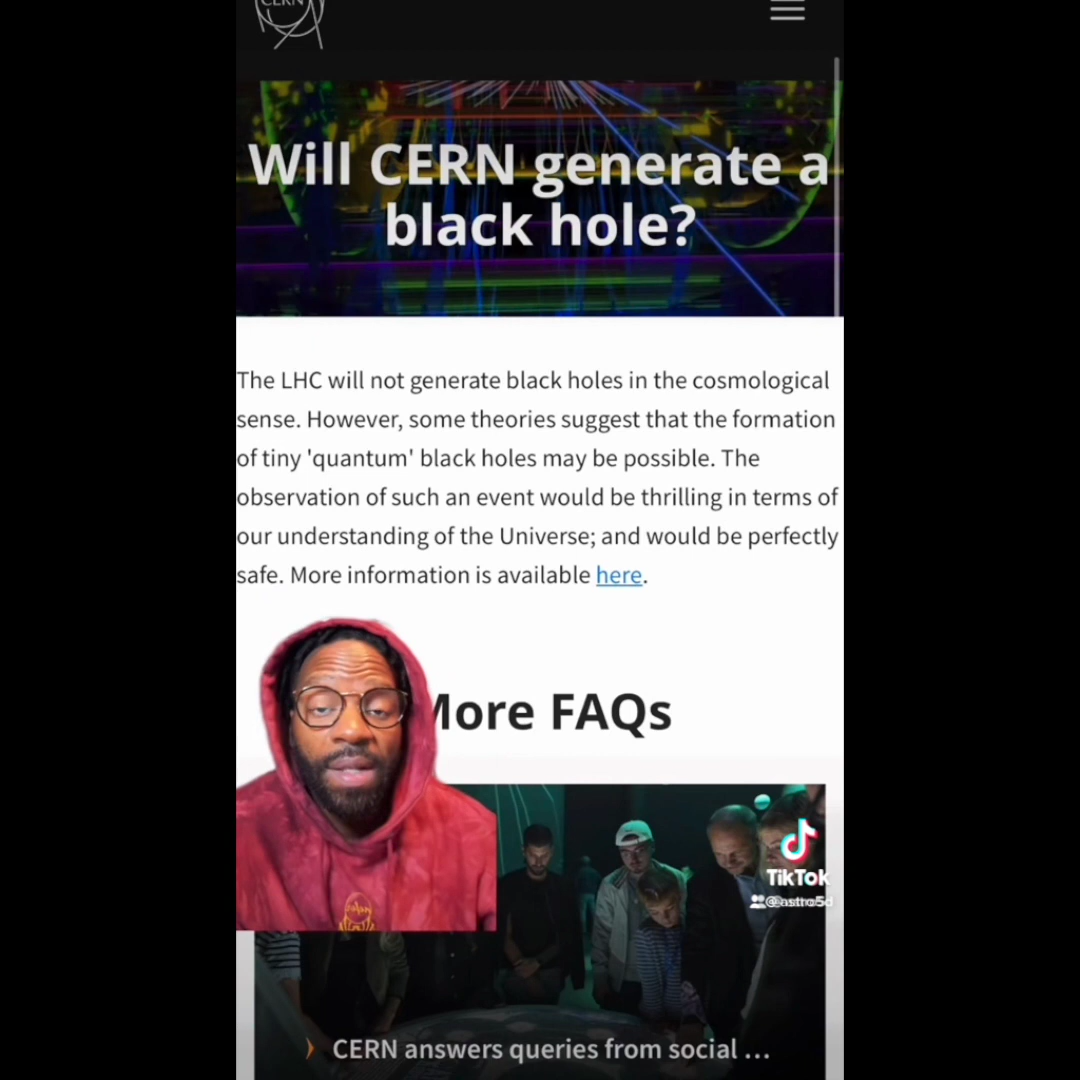 CERN
Will CERN generate a
black hole?
The LHC will not generate black holes in the cosmological
sense. However, some theories suggest that the formation
of tiny 'quantum' black holes may be possible. The
observation of such an event would be thrilling in terms of
our understanding of the Universe; and would be perfectly
safe. More information is available here.
More FAQs
TikTok
@astro5d
CERN answers queries from social ...